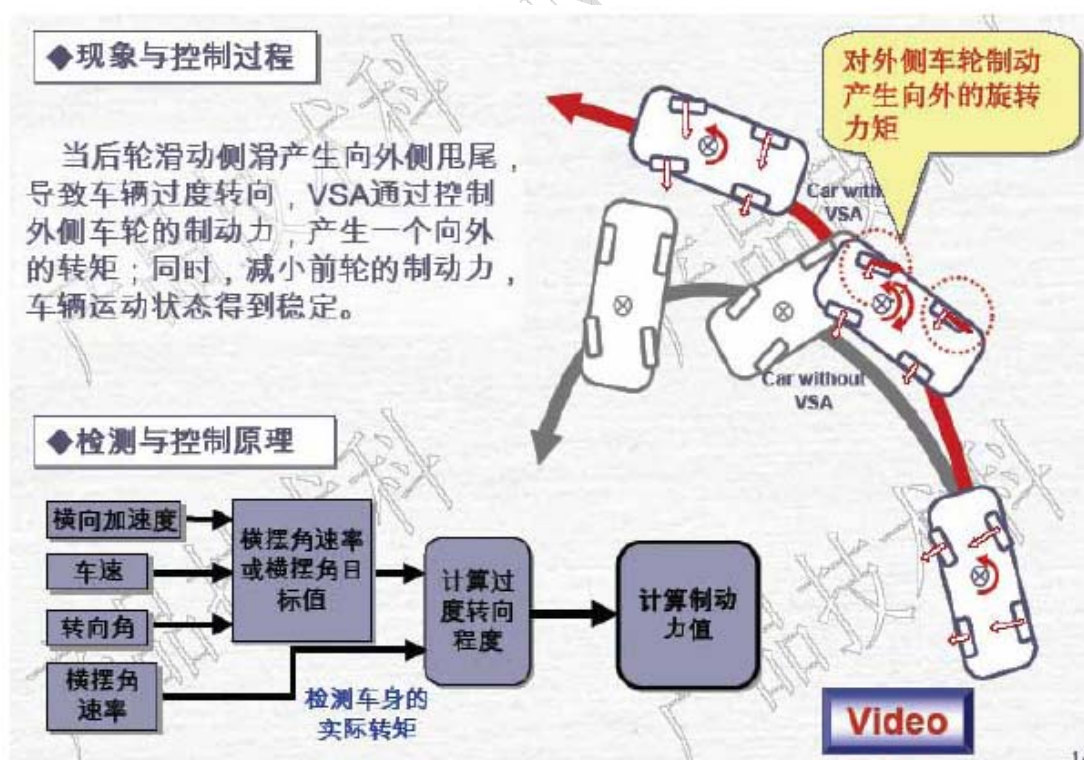 ◆现象与控制过程
当后轮滑动侧滑产生向外侧甩尾，
导致车辆过度转向，VSA通过控制
外侧车轮的制动力，产生一个向外
的转矩；同时，减小前轮的制动力，
车辆运动状态得到稳定。
对外侧车轮制动
产生向外的旋转
力矩
Car with
VSA
Car without
VSA
◆检测与控制原理
横向加速度
车速
转向角
横摆角
速率
横摆角速率
或横摆角目
标值
计算过
度转向
程度
计算制动
力值
检测车身的
实际转矩
Video